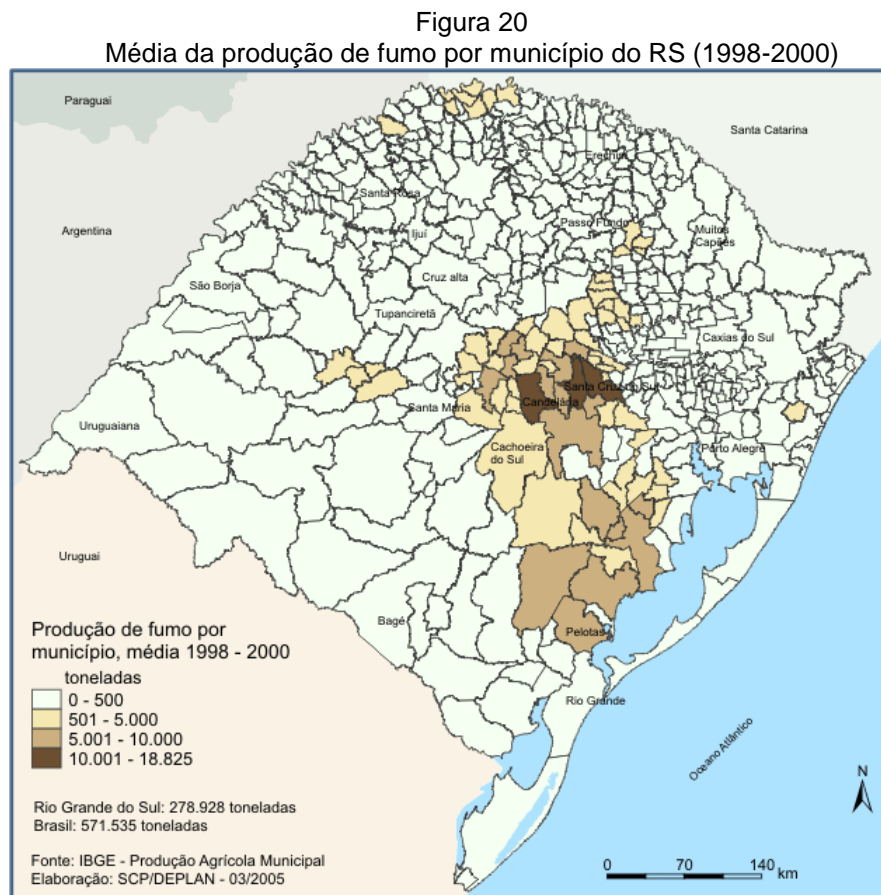 Figura 20
Média da produção de fumo por município do RS (1998-2000)
Paraguai
Santa Catarina
Erechim
Santa Rosa
Passo Fundo
Muitos
Capões
Argentina
Ijuí
Cruz alta
São Borja
Tupanciretã
Caxias do Sul
Santa Cruz do Sul
Candelária
Santa Maria
Uruguaiana
Cachoeira
do Sul
Porto Alegre
Uruguai
Bagé
Pelotas
Rio Grande
Oceano Atlântico
Produção de fumo por
município, média 1998 - 2000
toneladas
0 - 500
501 - 5.000
5.001 - 10.000
10.001 - 18.825
Rio Grande do Sul: 278.928 toneladas
Brasil: 571.535 toneladas
Fonte: IBGE - Produção Agrícola Municipal
Elaboração: SCP/DEPLAN - 03/2005
N
0 70 140 km